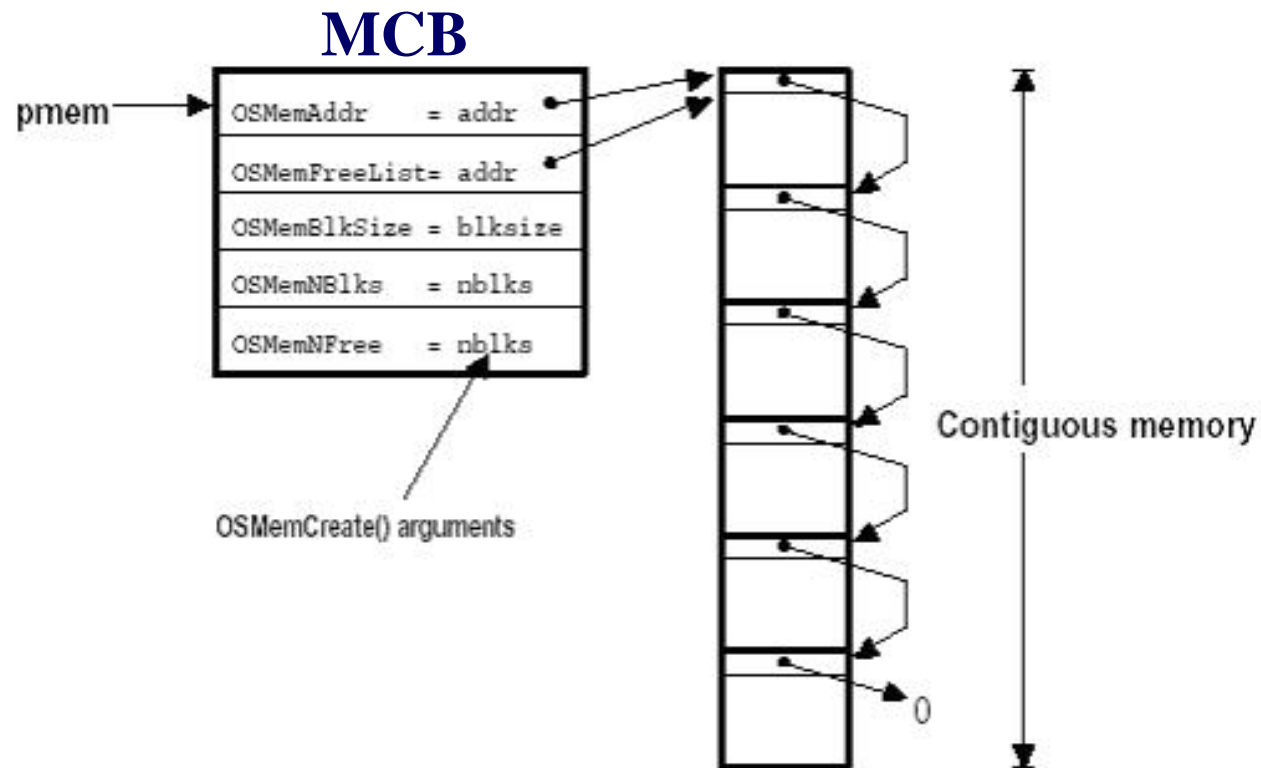 MCB
pmem
OSMemAddr = addr
OSMemFreeList= addr
OSMemBlkSize = blksize
OSMemNBlks = nblks
OSMemNFree = nblks
Contiguous memory
OSMemCreate() arguments
0